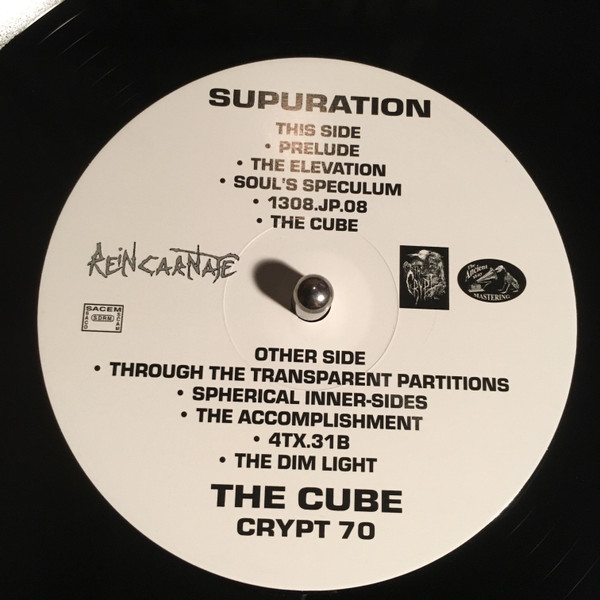 SUPURATION
THIS SIDE
• PRELUDE
• THE ELEVATION
• SOUL'S SPECULUM
• 1308.JP.08
• THE CUBE
REINCARNATE
CRYPT
The
Ancient
MASTERING
SACEM
SDRM
OTHER SIDE
• THROUGH THE TRANSPARENT PARTITIONS
• SPHERICAL INNER-SIDES
• THE ACCOMPLISHMENT
• 4TX.31B
• THE DIM LIGHT
THE CUBE
CRYPT 70